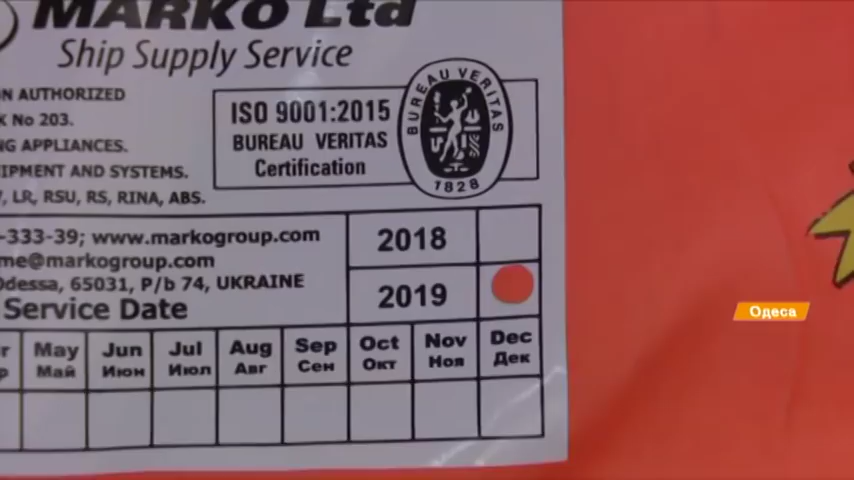 MARKO Ltd
Ship Supply Service
N AUTHORIZED
No 203.
APPLIANCES.
AND SYSTEMS.
LR, RSU, RS, RINA, ABS.
ISO 9001:2015
BUREAU VERITAS
Certification
BUREAU VERITAS
1828
-333-39; www.markogroup.com
me@markogroup.com
dessa, 65031, P/b 74, UKRAINE
Service Date
2018
2019
May Jun Jul Aug Sep Oct Nov Dec
Май Июн Июл Авг Сен Окт Ноя Дек
Одеса